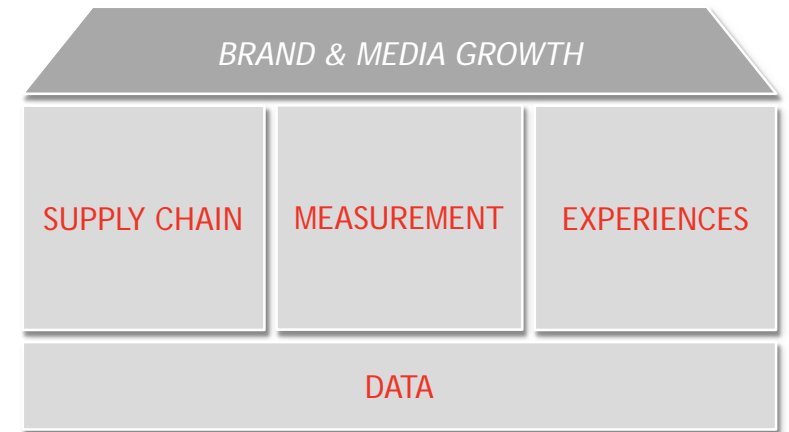 BRAND & MEDIA GROWTH
SUPPLY CHAIN
MEASUREMENT
EXPERIENCES
DATA